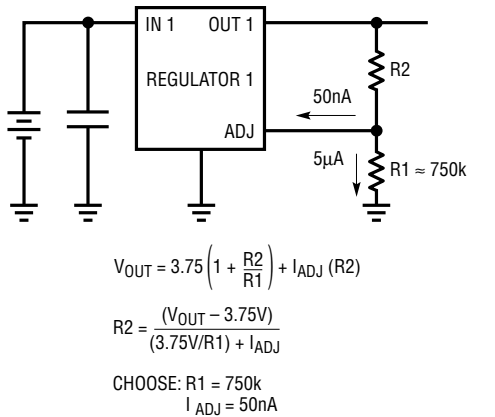 IN 1 OUT 1
REGULATOR 1
ADJ
R2
50nA
5µA
R1 ≈ 750k
V_OUT = 3.75 (1 + R2/R1) + I_ADJ (R2)
R2 = (V_OUT – 3.75V) / (3.75V/R1) + I_ADJ
CHOOSE: R1 = 750k
I_ADJ = 50nA